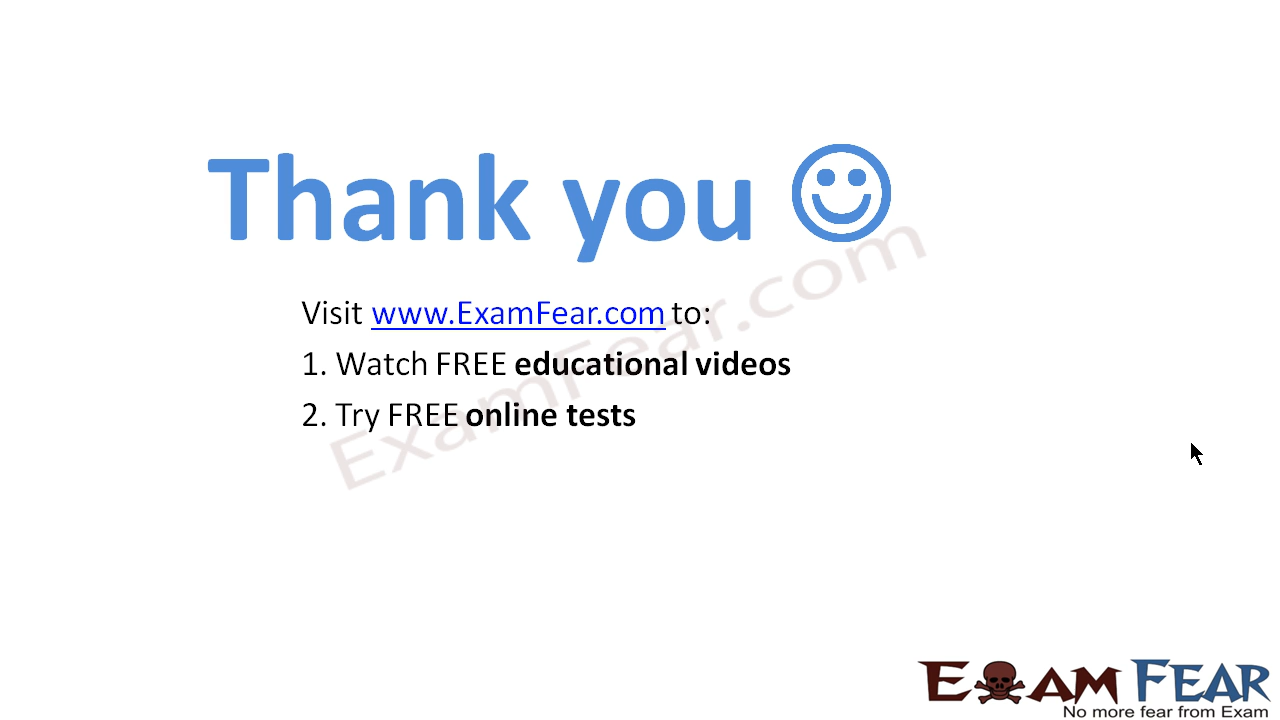 Thank you ☺
Visit www.ExamFear.com to:
1. Watch FREE educational videos
2. Try FREE online tests
ExamFear.com
EXAM FEAR
No more fear from Exam